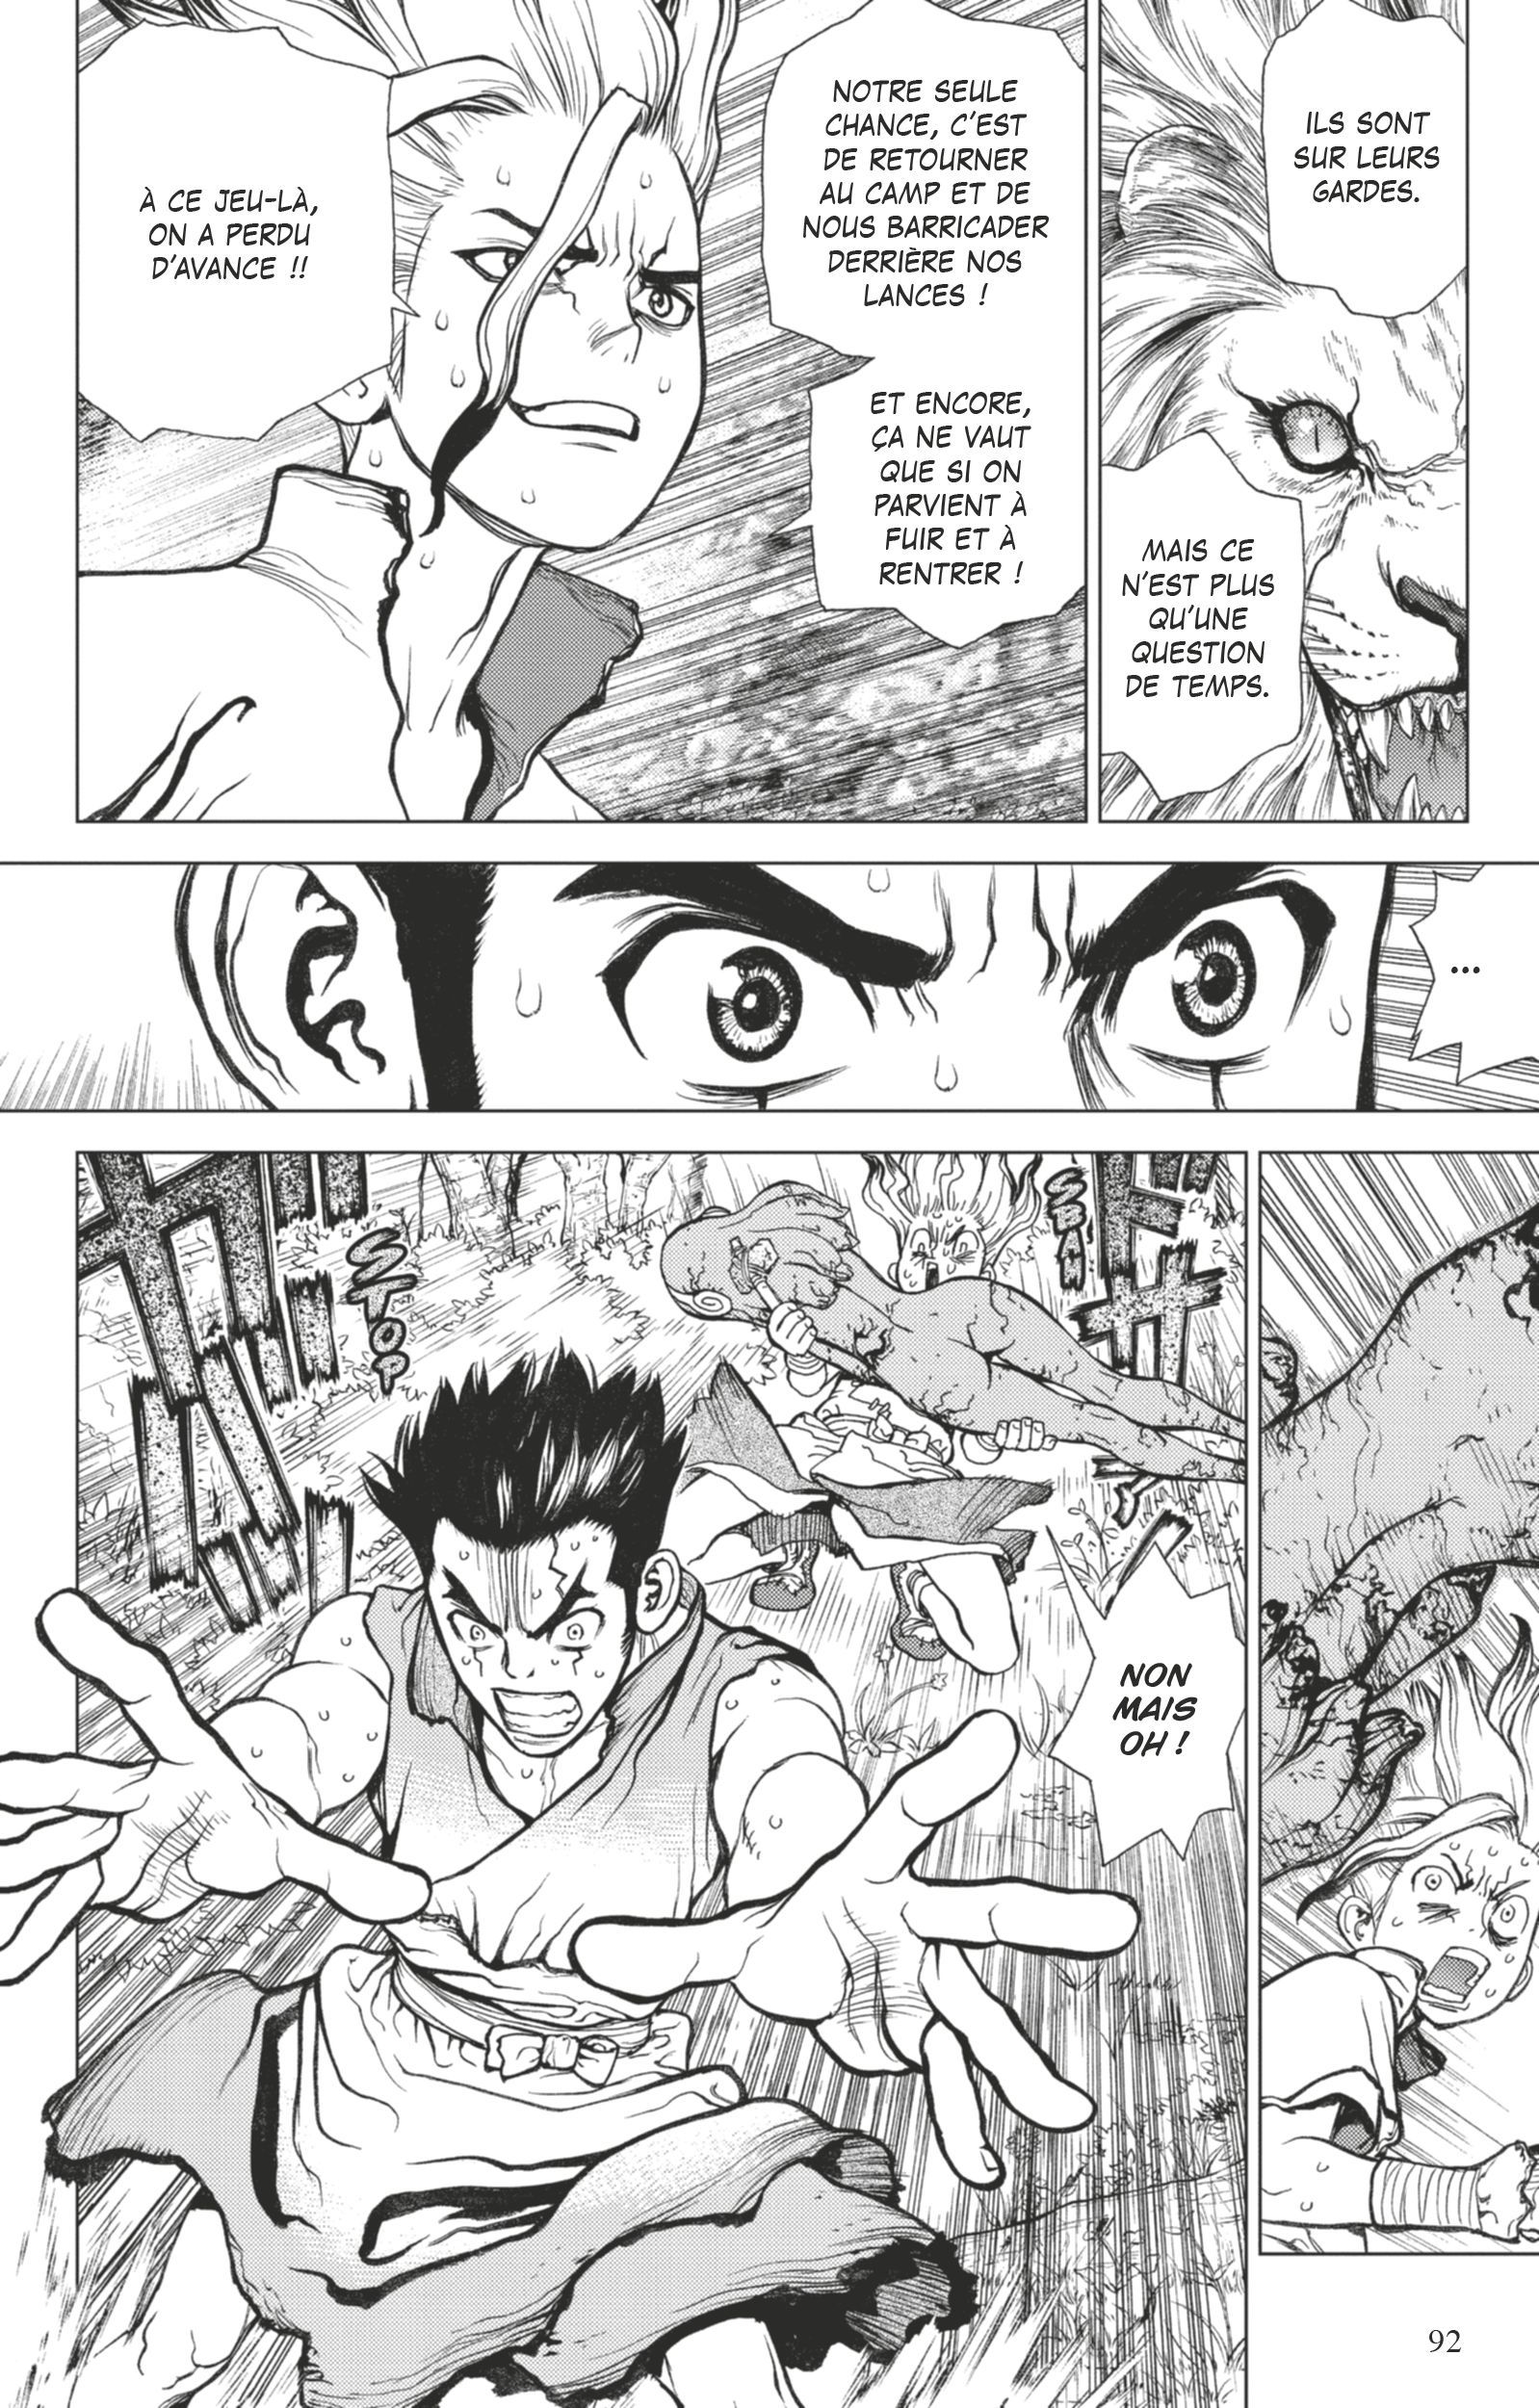 ILS SONT
SUR LEURS
GARDES.
MAIS CE
N'EST PLUS
QU'UNE
QUESTION
DE TEMPS.
NOTRE SEULE
CHANCE, C'EST
DE RETOURNER
AU CAMP ET DE
NOUS BARRICADER
DERRIÈRE NOS
LANCES !
ET ENCORE,
ÇA NE VAUT
QUE SI ON
PARVIENT À
FUIR ET À
RENTRER !
À CE JEU-LÀ,
ON A PERDU
D'AVANCE !!
...
SBAM
NON
MAIS
OH !
STOP
92